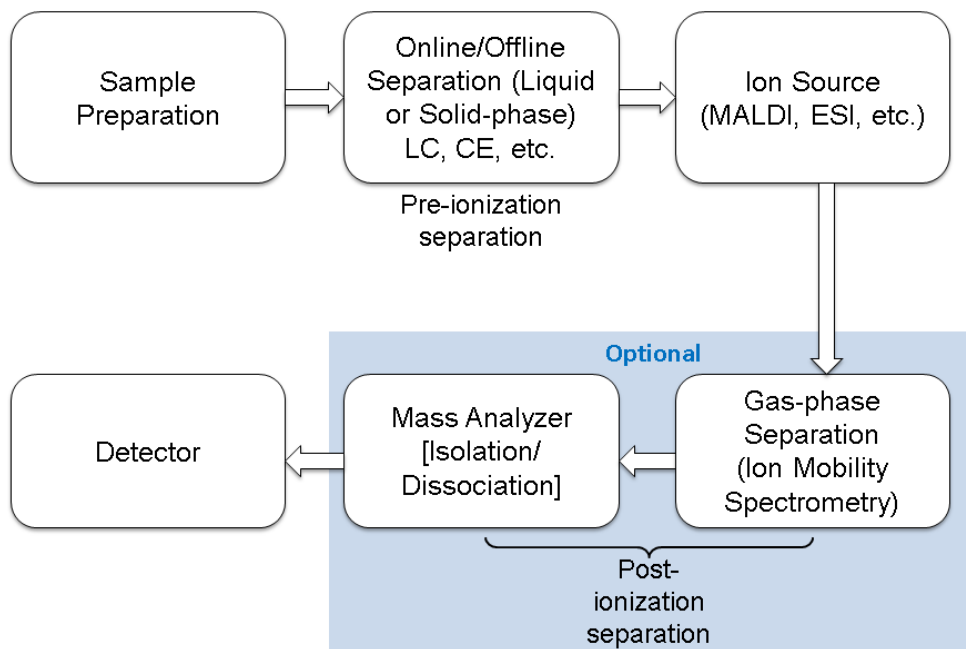 Sample
Preparation
Online/Offline
Separation (Liquid
or Solid-phase)
LC, CE, etc.
Pre-ionization
separation
Ion Source
(MALDI, ESI, etc.)
Optional
Gas-phase
Separation
(Ion Mobility
Spectrometry)
Mass Analyzer
[Isolation/
Dissociation]
Post-
ionization
separation
Detector